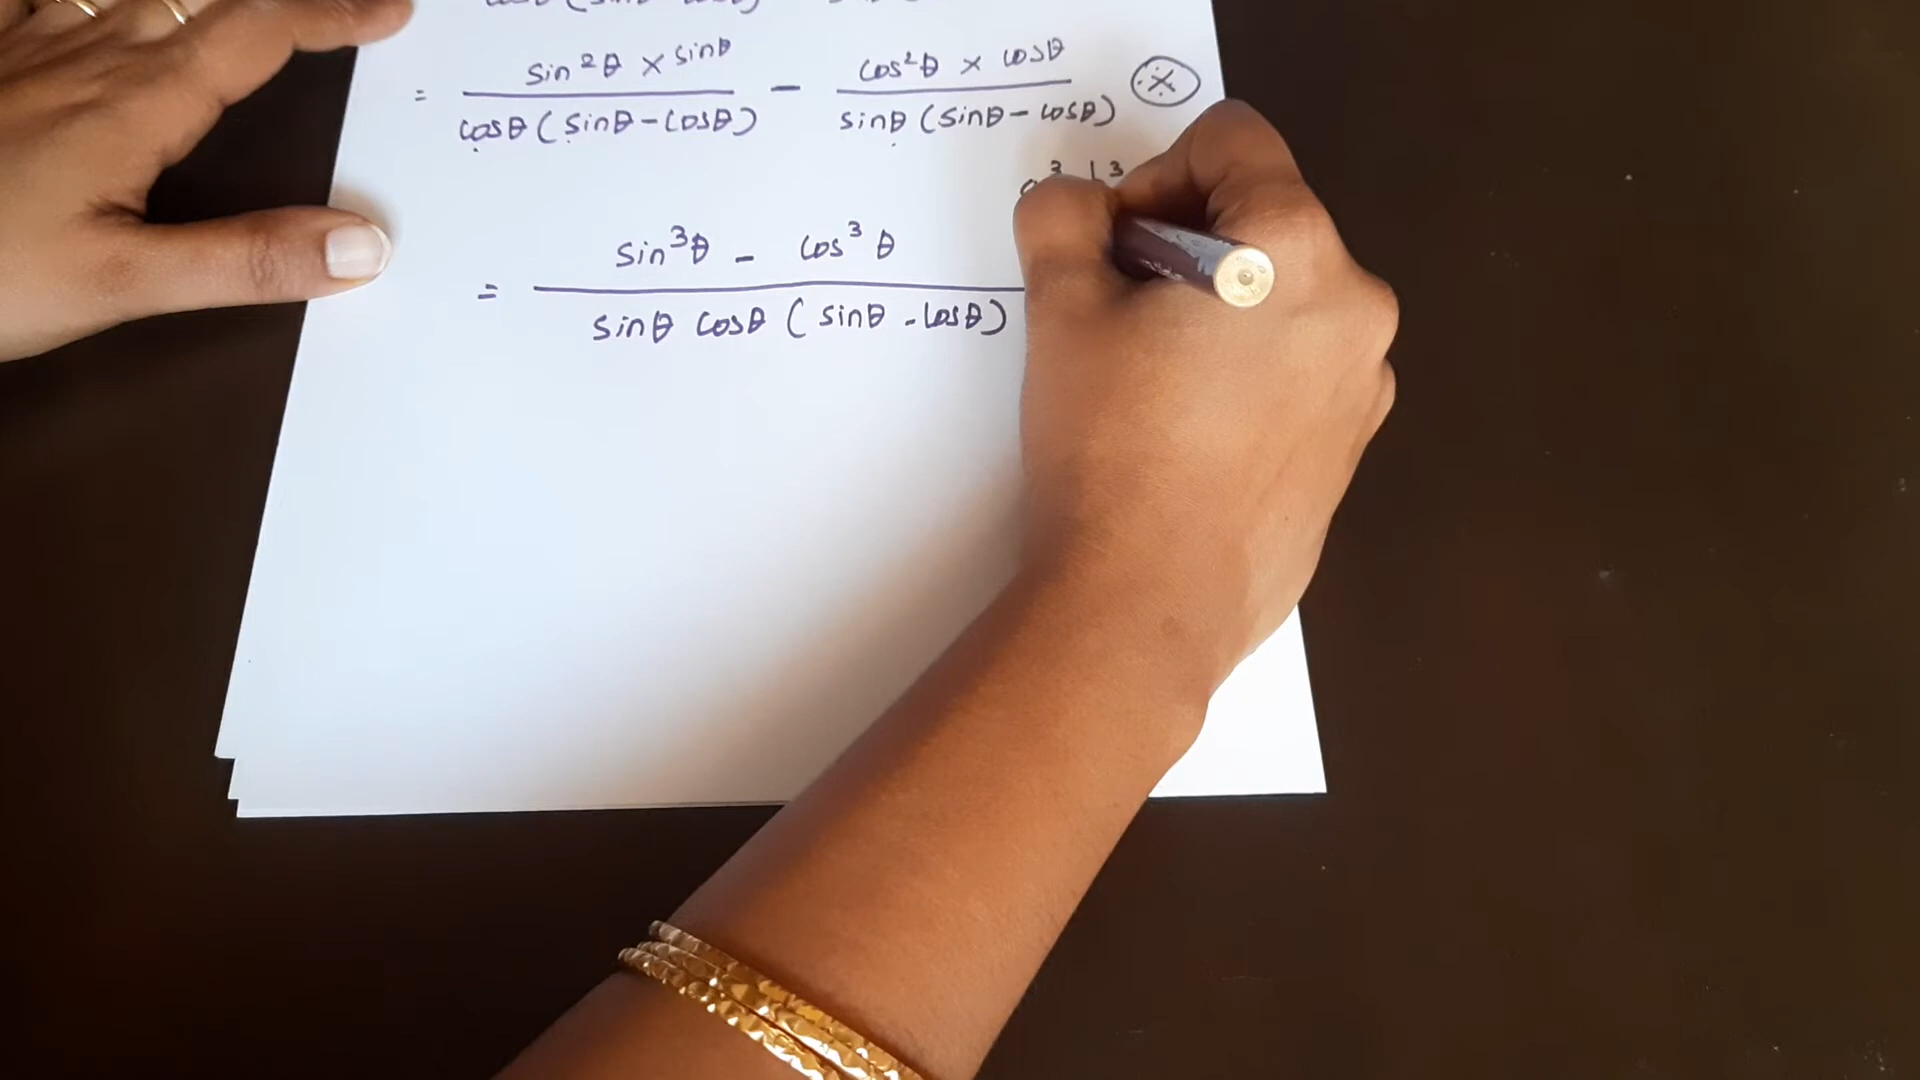 sin²θ × sinθ / cosθ (sinθ - cosθ) - cos²θ × cosθ / sinθ (sinθ - cosθ) ×
= sin³θ - cos³θ / sinθ cosθ (sinθ - cosθ)